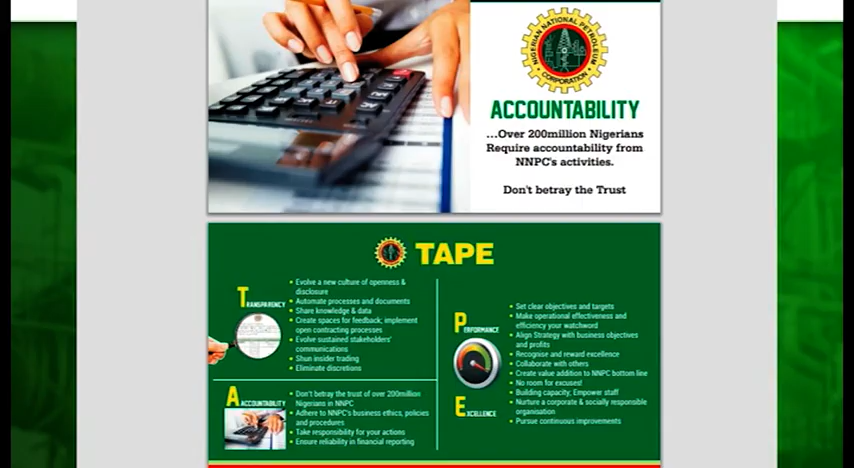 NIGERIAN NATIONAL PETROLEUM
CORPORATION
ACCOUNTABILITY
...Over 200million Nigerians
Require accountability from
NNPC's activities.
Don't betray the Trust
TAPE
TRANSPARENCY
• Evolve a new culture of openness &
disclosure
• Automate processes and documents
• Share knowledge & data
• Create spaces for feedback; implement
open contracting processes
• Evolve sustained stakeholders'
communications
• Shun insider trading
• Eliminate discretions
A ACCOUNTABILITY
• Don't betray the trust of over 200million
Nigerians in NNPC
• Adhere to NNPC's business ethics, policies
and procedures
• Take responsibility for your actions
• Ensure reliability in financial reporting
PERFORMANCE
EXCELLENCE
• Set clear objectives and targets
• Make operational effectiveness and
efficiency your watchword
• Align Strategy with business objectives
and profits
• Recognise and reward excellence
• Collaborate with others
• Create value addition to NNPC bottom line
• No room for excuses!
• Building capacity; Empower staff
• Nurture a corporate & socially responsible
organisation
• Pursue continuous improvements